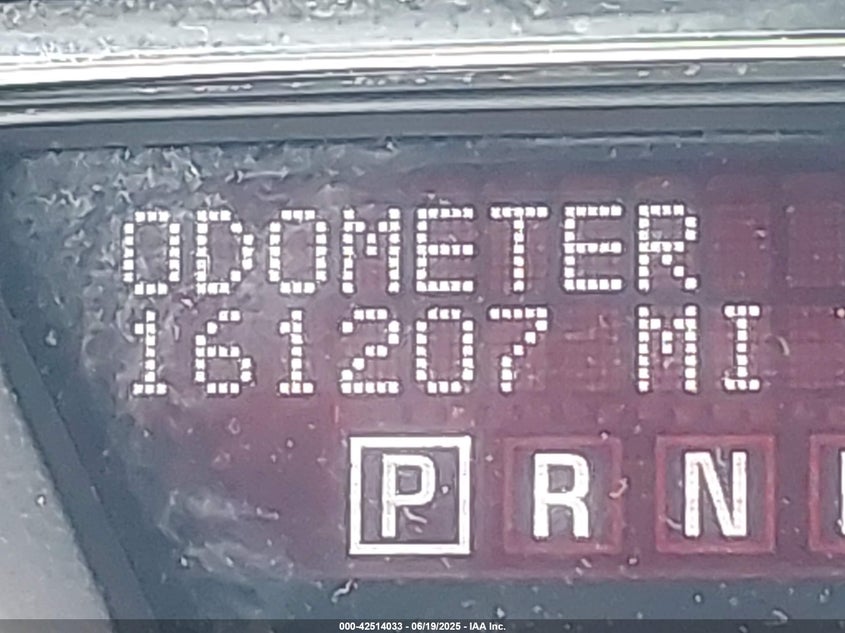 ODOMETER
161207 MI
P R N
000-42514033 - 06/19/2025 - IAA Inc.